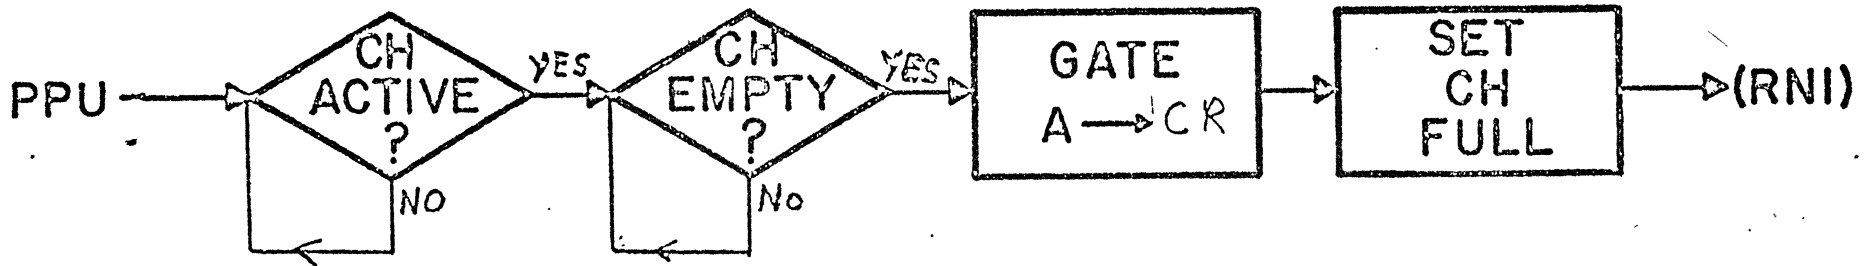 PPU
CH
ACTIVE
?
YES
NO
CH
EMPTY
?
YES
No
GATE
A → CR
SET
CH
FULL
(RNI)